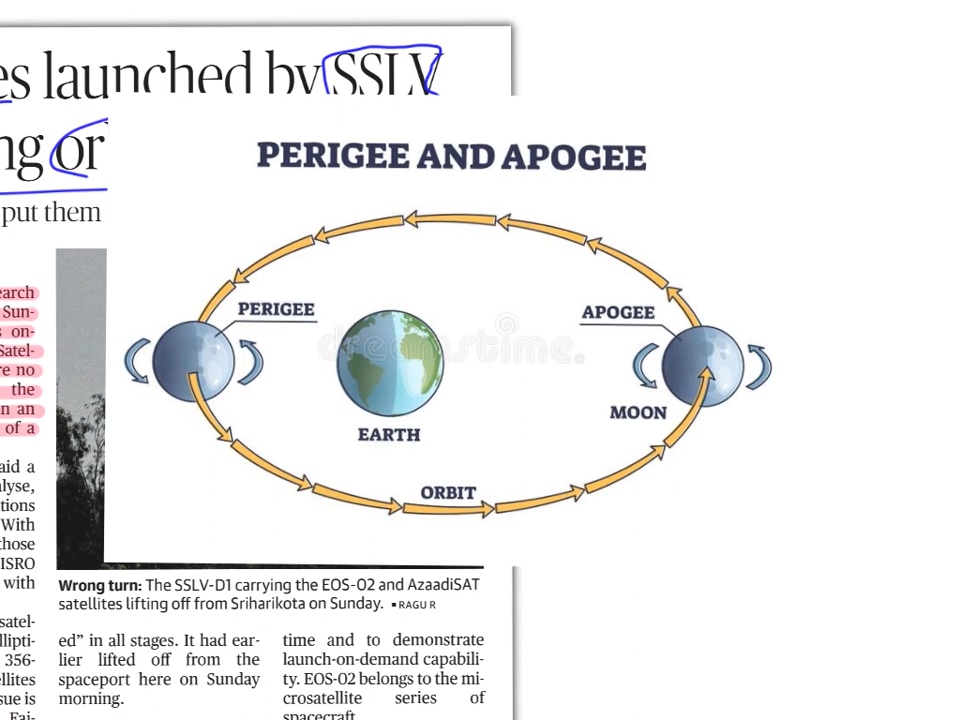 es launched by SSLV
ng or
put them
PERIGEE AND APOGEE
PERIGEE
APOGEE
dreamstime.
MOON
EARTH
ORBIT
earch
Sun-
s on-
Satel-
re no
the
n an
of a
aid a
alyse,
tions
With
those
ISRO
with
satel-
llipti-
356-
ellites
sue is
Fai-
Wrong turn: The SSLV-D1 carrying the EOS-02 and AzaadiSAT
satellites lifting off from Sriharikota on Sunday. ▪ RAGU R
ed” in all stages. It had ear-
lier lifted off from the
spaceport here on Sunday
morning.
time and to demonstrate
launch-on-demand capabili-
ty. EOS-02 belongs to the mi-
crosatellite series of
spacecraft.